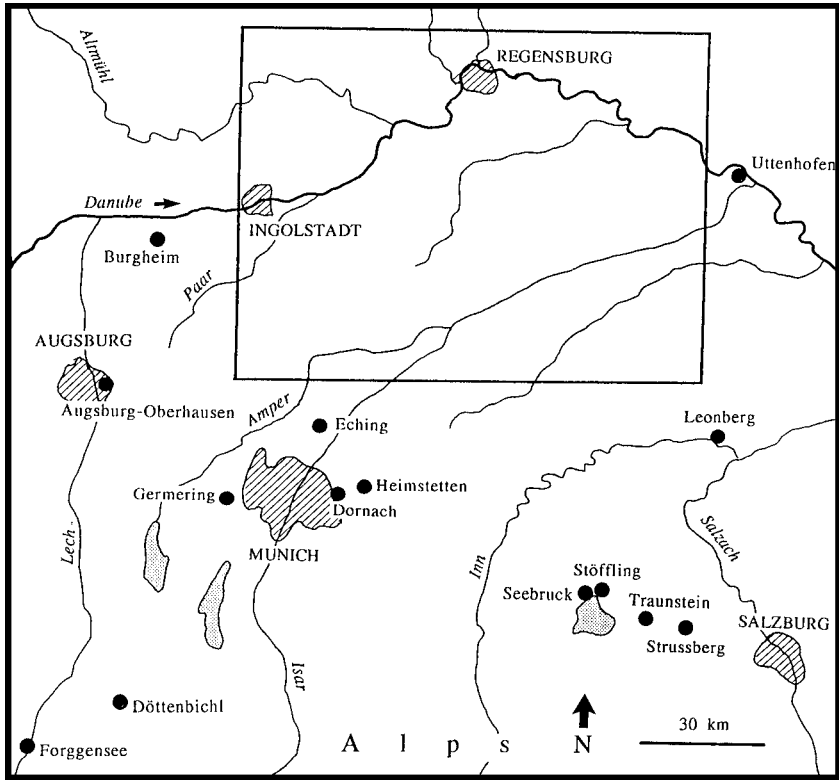 Altmühl
REGENSBURG
Uttenhofen
Danube
INGOLSTADT
Burgheim
Paar
AUGSBURG
Augsburg-Oberhausen
Amper
Eching
Leonberg
Germering
Heimstetten
Dornach
MUNICH
Lech
Inn
Salzach
Stöffling
Seebruck
Traunstein
SALZBURG
Strussberg
Isar
Döttenbichl
30 km
Alps
N
Forggensee